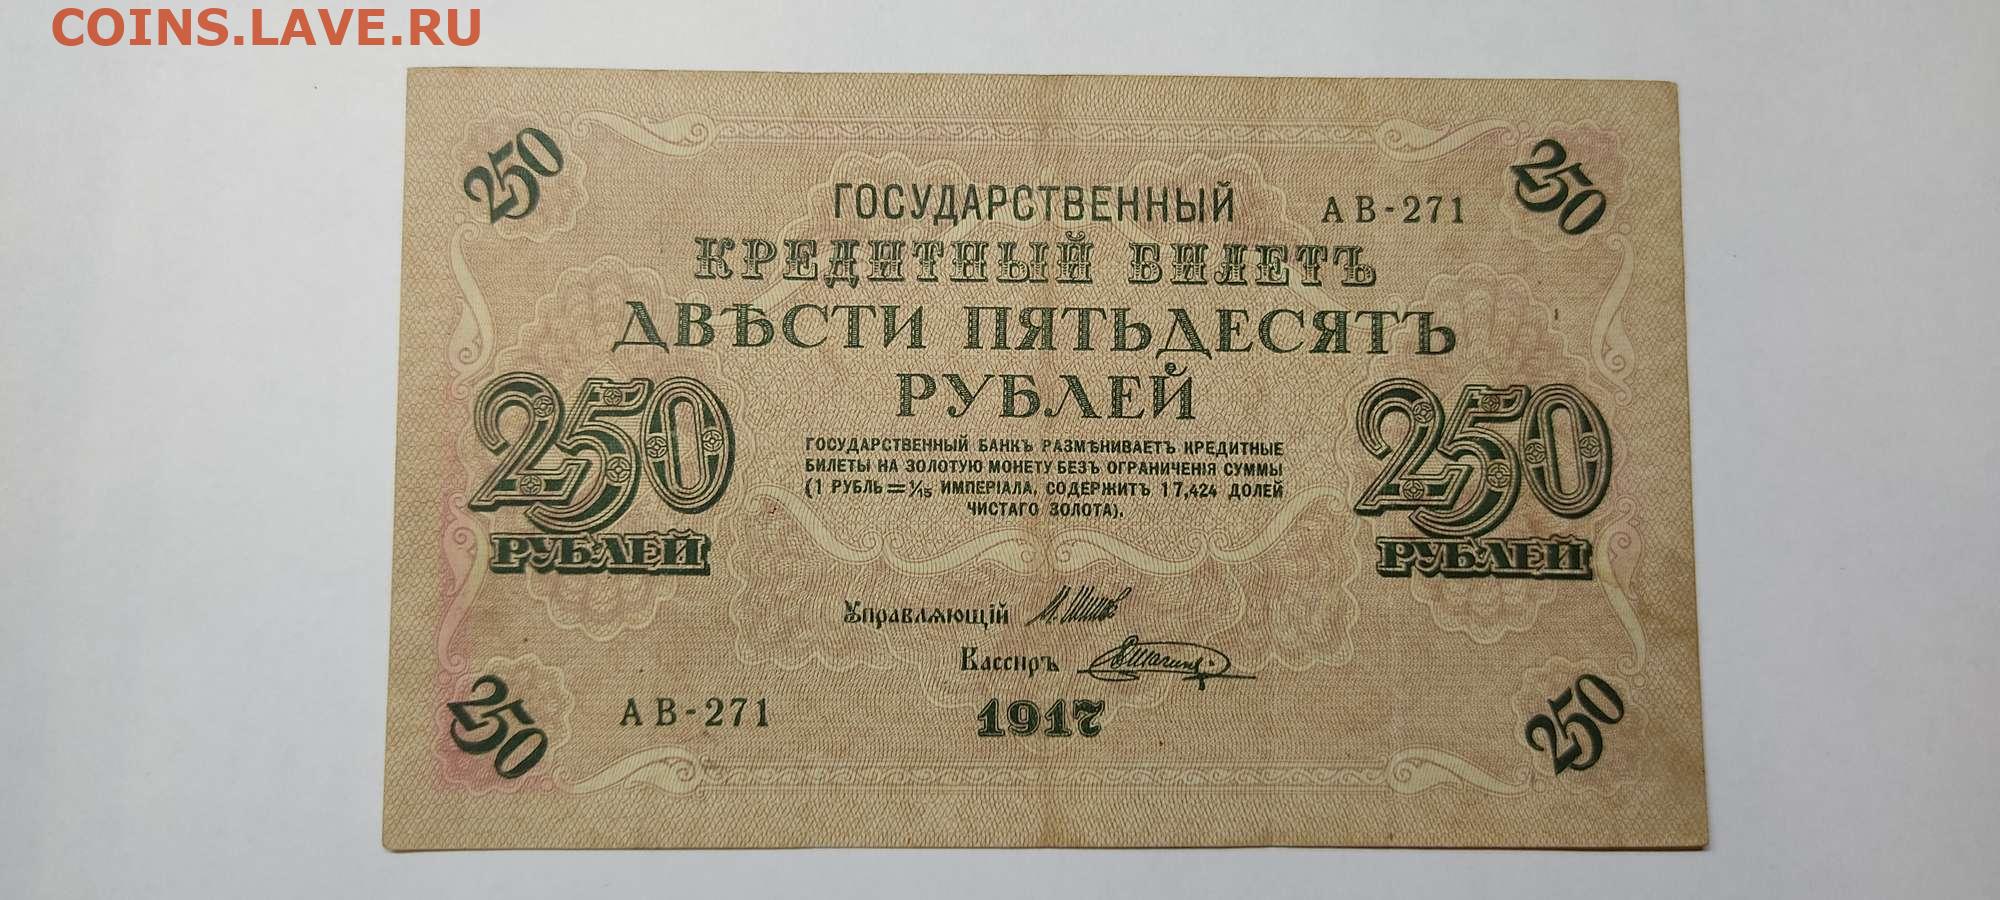 COINS.LAVE.RU
250
250
ГОСУДАРСТВЕННЫЙ
АВ-271
КРЕДИТНЫЙ БИЛЕТЪ
ДВѢСТИ ПЯТЬДЕСЯТЪ
РУБЛЕЙ
250
РУБЛЕЙ
250
РУБЛЕЙ
ГОСУДАРСТВЕННЫЙ БАНКЪ РАЗМѢНИВАЕТЪ КРЕДИТНЫЕ
БИЛЕТЫ НА ЗОЛОТУЮ МОНЕТУ БЕЗЪ ОГРАНИЧЕНІЯ СУММЫ
(1 РУБЛЬ = 1/15 ИМПЕРІАЛА, СОДЕРЖИТЪ 17,424 ДОЛЕЙ
ЧИСТАГО ЗОЛОТА).
Управляющій И. Шипов
Кассиръ
АВ-271
1917
250
250